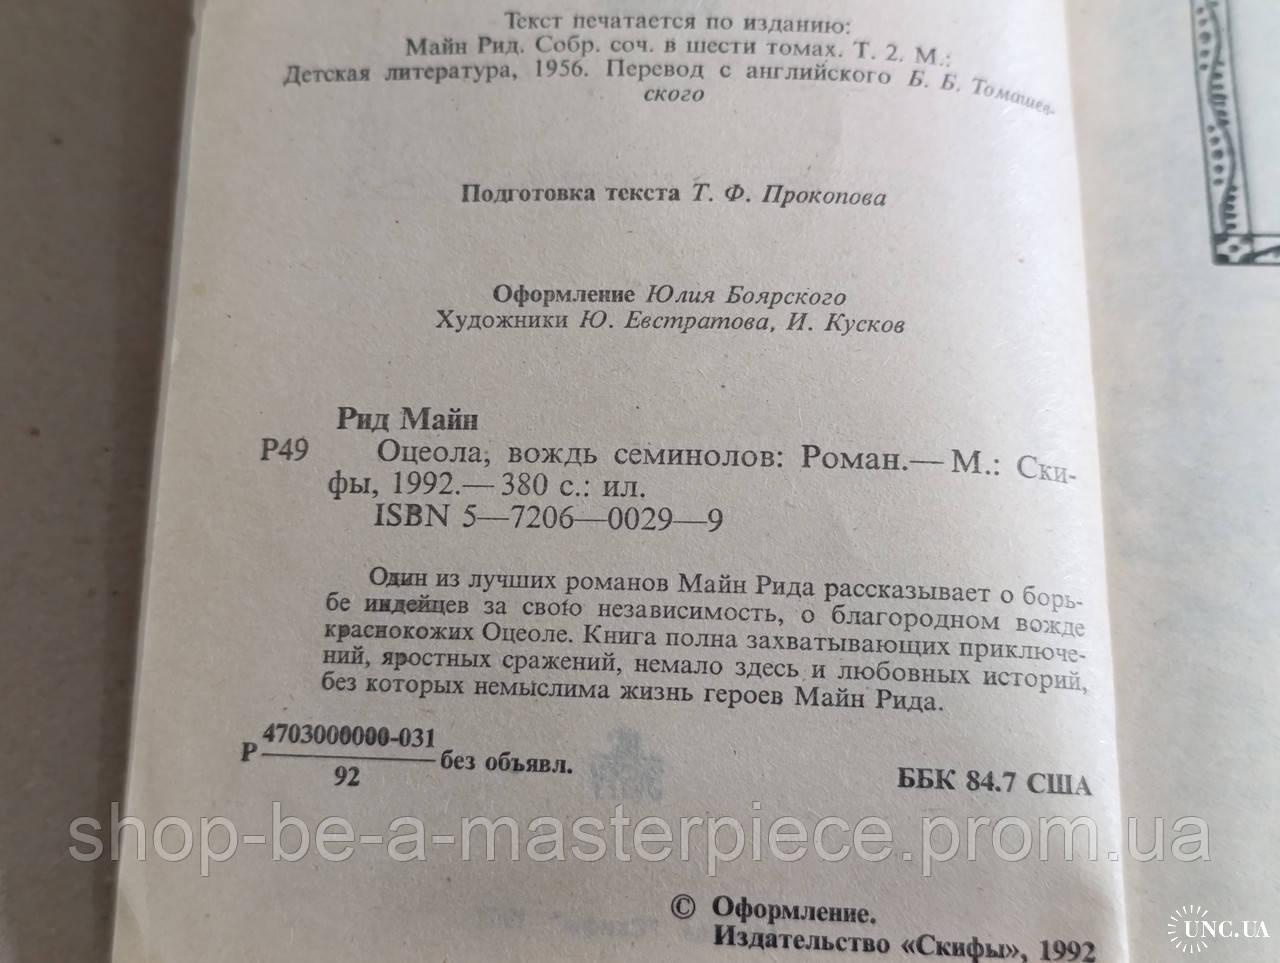 Текст печатается по изданию:
Майн Рид. Собр. соч. в шести томах. Т. 2. М.:
Детская литература, 1956. Перевод с английского Б. Б. Томашев-
ского
Подготовка текста Т. Ф. Прокопова
Оформление Юлия Боярского
Художники Ю. Евстратова, И. Кусков
Рид Майн
Р49 Оцеола, вождь семинолов: Роман.— М.: Ски-
фы, 1992.— 380 с.: ил.
ISBN 5—7206—0029—9
Один из лучших романов Майн Рида рассказывает о борь-
бе индейцев за свою независимость, о благородном вожде
краснокожих Оцеоле. Книга полна захватывающих приключе-
ний, яростных сражений, немало здесь и любовных историй,
без которых немыслима жизнь героев Майн Рида.
Р 4703000000-031
92
без объявл.
ББК 84.7 США
shop-be-a-masterpiece.prom.ua
© Оформление.
Издательство «Скифы», 1992
UNC.UA